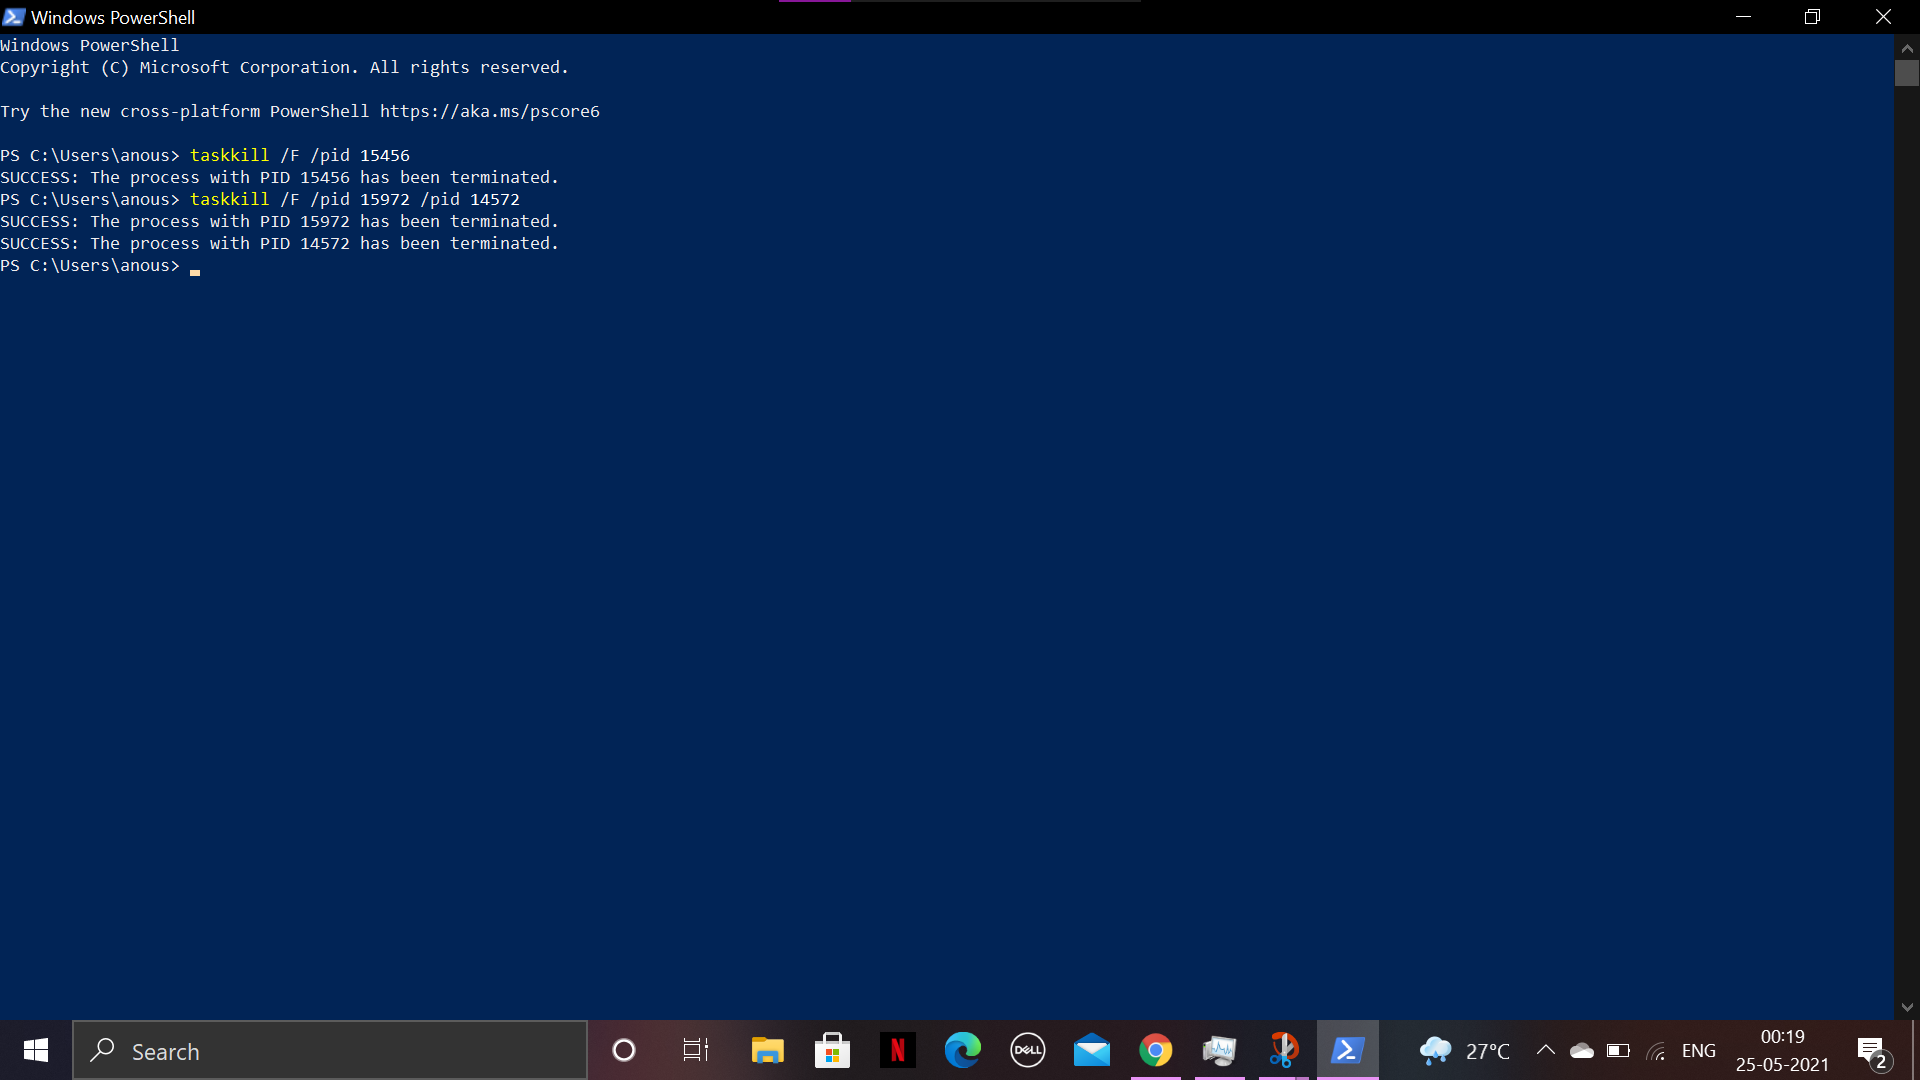 Windows PowerShell
Windows PowerShell
Copyright (C) Microsoft Corporation. All rights reserved.
Try the new cross-platform PowerShell https://aka.ms/pscore6
PS C:\Users\anous> taskkill /F /pid 15456
SUCCESS: The process with PID 15456 has been terminated.
PS C:\Users\anous> taskkill /F /pid 15972 /pid 14572
SUCCESS: The process with PID 15972 has been terminated.
SUCCESS: The process with PID 14572 has been terminated.
PS C:\Users\anous>
Search
N
DELL
27°C
ENG
00:19
25-05-2021
2